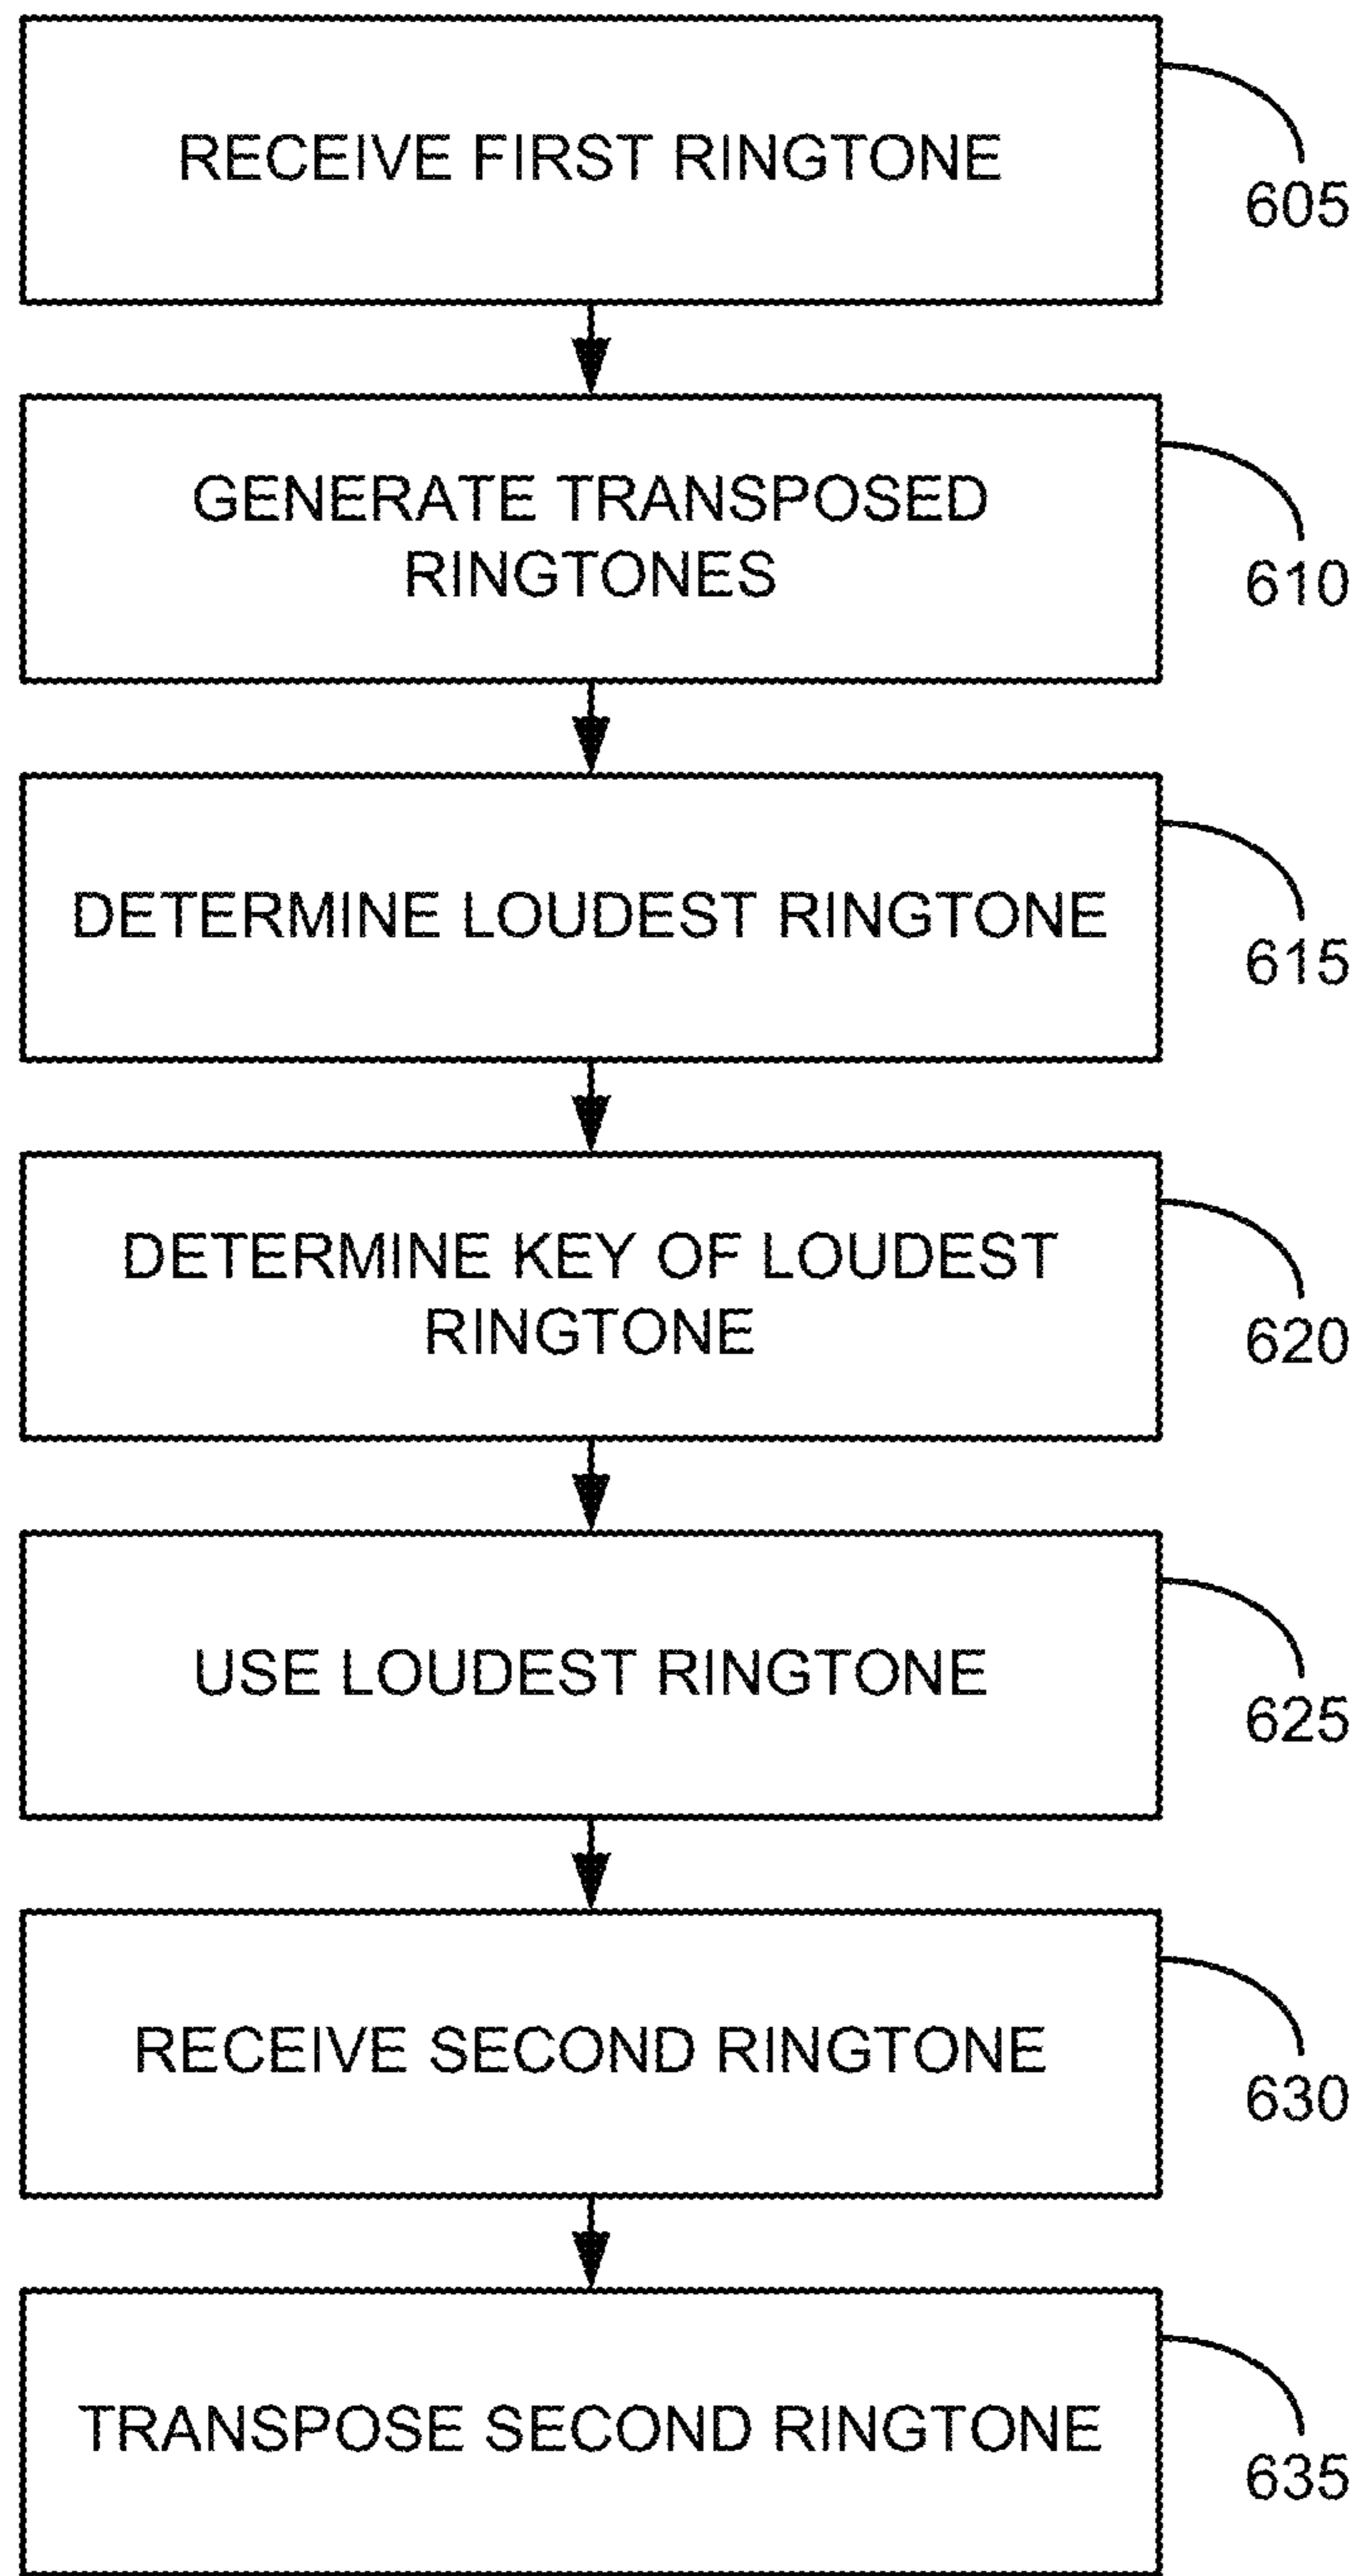 RECEIVE FIRST RINGTONE
605
GENERATE TRANSPOSED
RINGTONES
610
DETERMINE LOUDEST RINGTONE
615
DETERMINE KEY OF LOUDEST
RINGTONE
620
USE LOUDEST RINGTONE
625
RECEIVE SECOND RINGTONE
630
TRANSPOSE SECOND RINGTONE
635